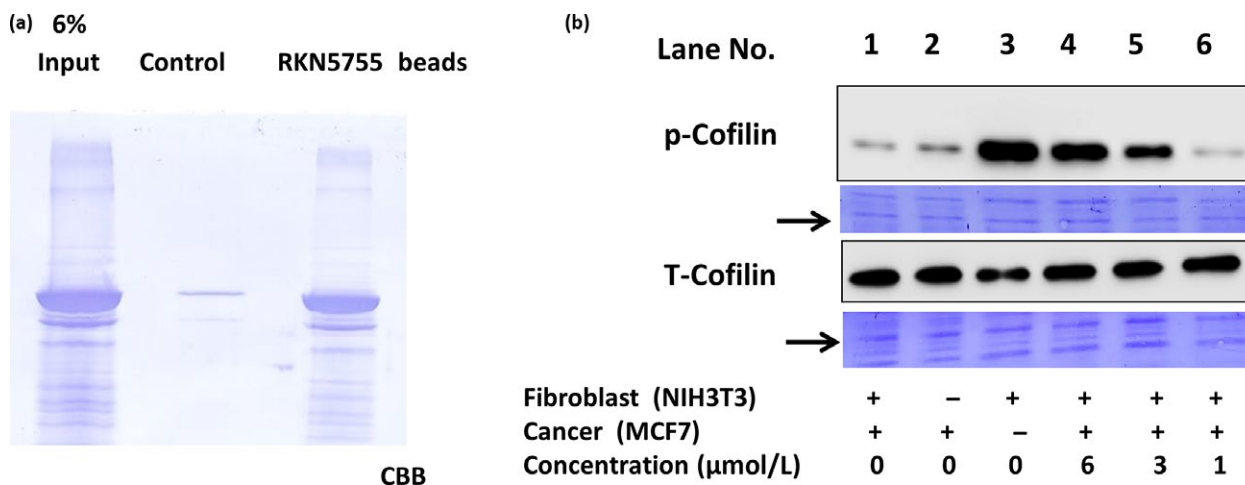 (a) 6%
Input Control RKN5755 beads
CBB
(b)
Lane No. 1 2 3 4 5 6
p-Cofilin
T-Cofilin
Fibroblast (NIH3T3) + – + + + +
Cancer (MCF7) + + – + + +
Concentration (μmol/L) 0 0 0 6 3 1